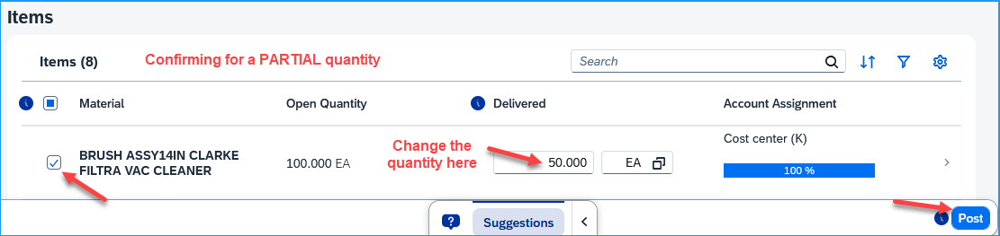 Items
Items (8)
Confirming for a PARTIAL quantity
Search
Material
Open Quantity
Delivered
Account Assignment
BRUSH ASSY14IN CLARKE
FILTRA VAC CLEANER
100.000 EA
Change the
quantity here
50.000
EA
Cost center (K)
100 %
Suggestions
Post